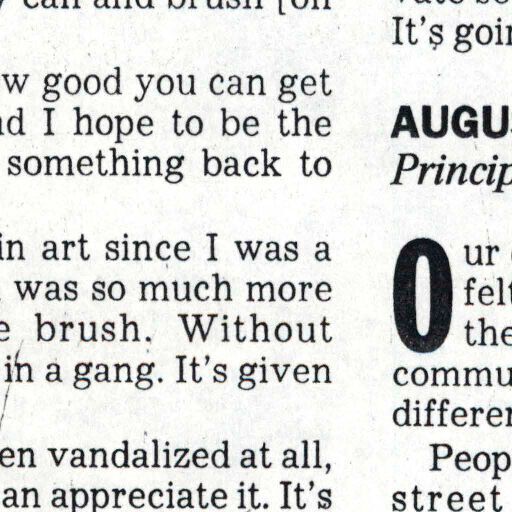 can and brush [on
w good you can get
nd I hope to be the
something back to
in art since I was a
was so much more
e brush. Without
in a gang. It's given
en vandalized at all,
an appreciate it. It's
It's goin
AUGU
Princip
Our
felt
the
commu
differen
Peop
street